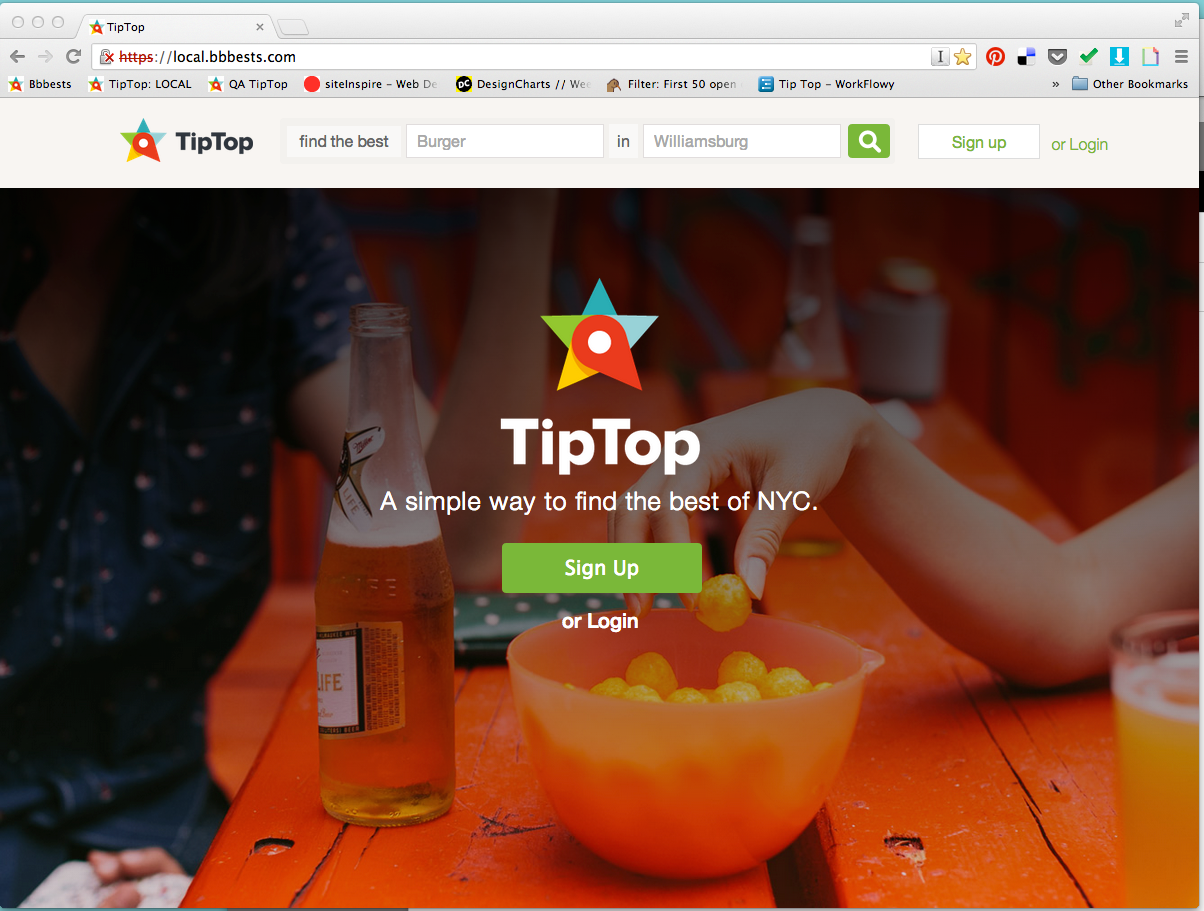 TipTop
https://local.bbbests.com
Bbbests TipTop: LOCAL QA TipTop siteInspire – Web De DesignCharts // Wee Filter: First 50 open Tip Top – WorkFlowy » Other Bookmarks
TipTop find the best Burger in Williamsburg Sign up or Login
TipTop
A simple way to find the best of NYC.
Sign Up
or Login
LIFE
LIFE